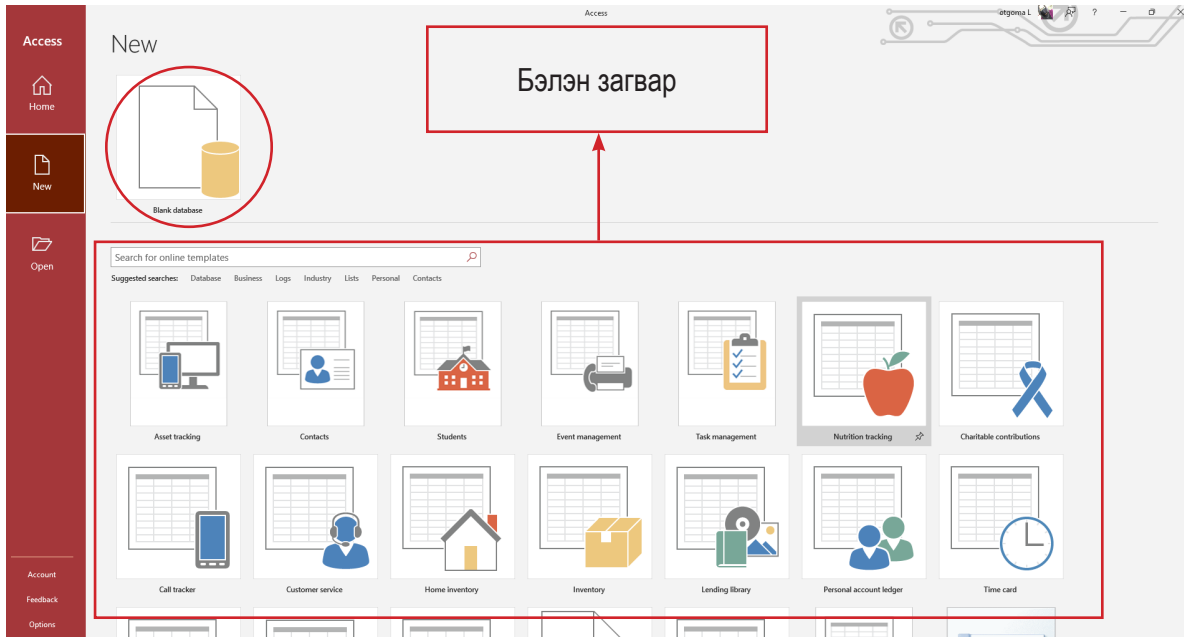 Access
otgoma L
?
Access
New
Бэлэн загвар
Home
New
Open
Blank database
Search for online templates
Suggested searches: Database Business Logs Industry Lists Personal Contacts
Asset tracking
Contacts
Students
Event management
Task management
Nutrition tracking
Charitable contributions
Call tracker
Customer service
Home inventory
Inventory
Lending library
Personal account ledger
Time card
Account
Feedback
Options